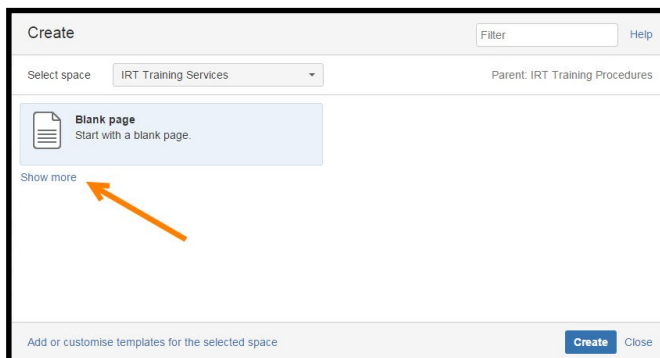 Create
Filter
Help
Select space
IRT Training Services
Parent: IRT Training Procedures
Blank page
Start with a blank page.
Show more
Add or customise templates for the selected space
Create
Close